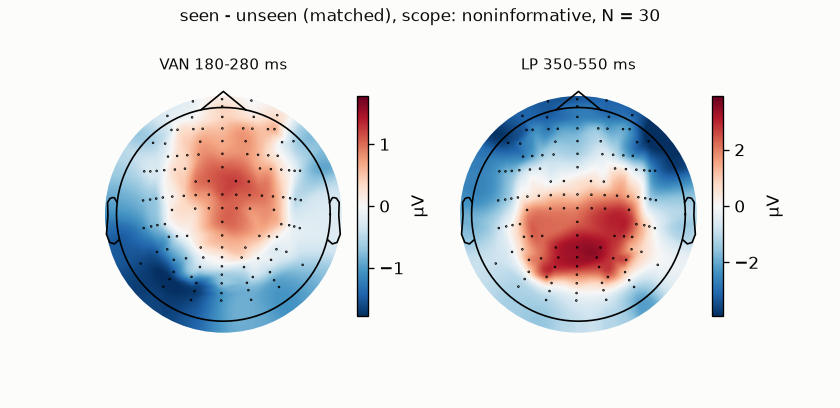 seen - unseen (matched), scope: noninformative, N = 30
VAN 180-280 ms
LP 350-550 ms
1
0
−1
μV
2
0
−2
μV